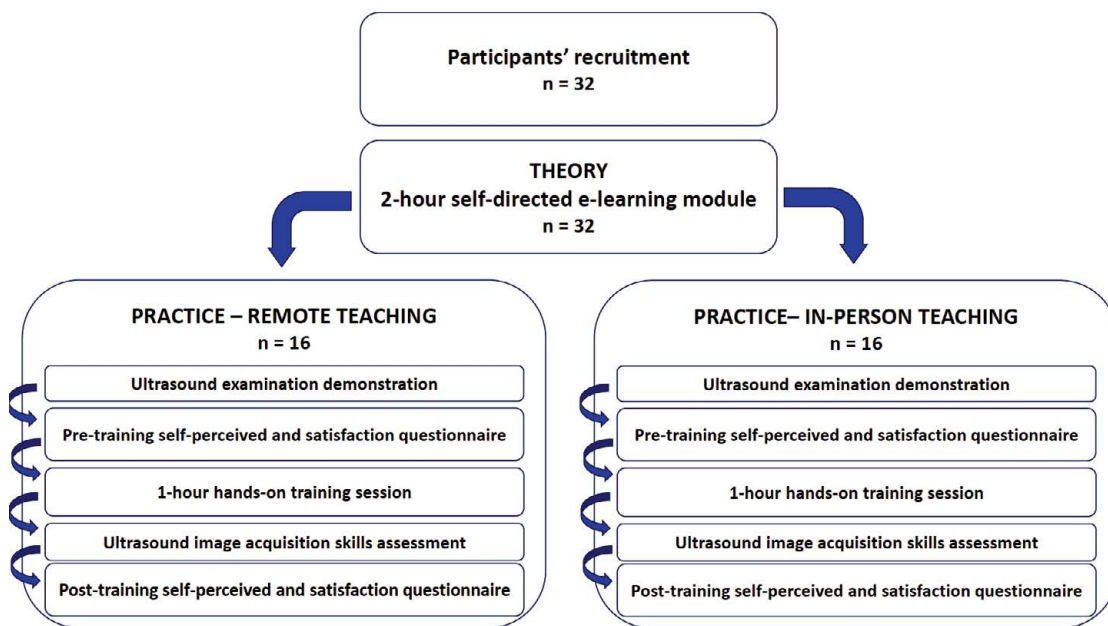 Participants’ recruitment
n = 32
THEORY
2-hour self-directed e-learning module
n = 32
PRACTICE – REMOTE TEACHING
n = 16
Ultrasound examination demonstration
Pre-training self-perceived and satisfaction questionnaire
1-hour hands-on training session
Ultrasound image acquisition skills assessment
Post-training self-perceived and satisfaction questionnaire
PRACTICE– IN-PERSON TEACHING
n = 16
Ultrasound examination demonstration
Pre-training self-perceived and satisfaction questionnaire
1-hour hands-on training session
Ultrasound image acquisition skills assessment
Post-training self-perceived and satisfaction questionnaire